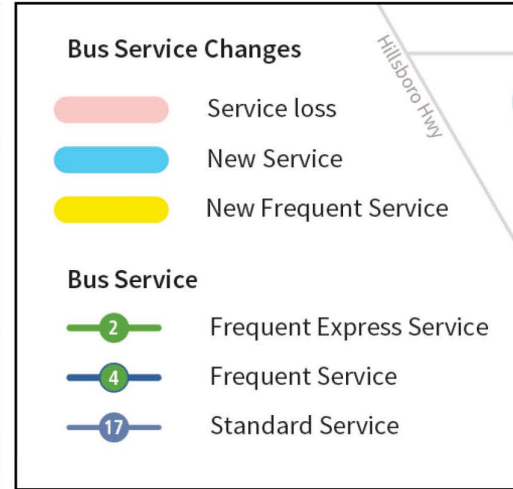 Bus Service Changes
Service loss
New Service
New Frequent Service
Hillsboro Hwy
Bus Service
2 Frequent Express Service
4 Frequent Service
17 Standard Service